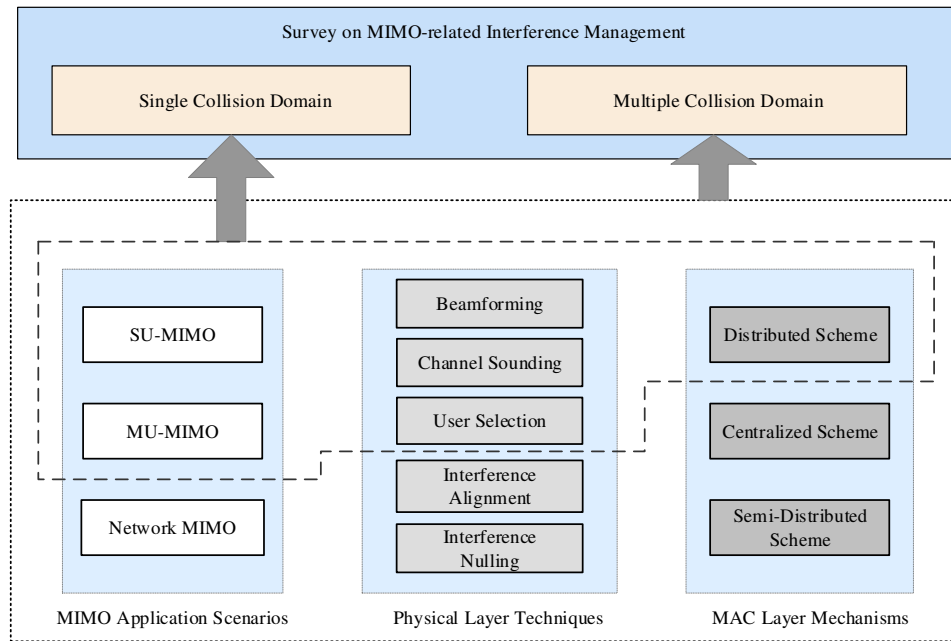 Survey on MIMO-related Interference Management
Single Collision Domain
Multiple Collision Domain
SU-MIMO
MU-MIMO
Network MIMO
MIMO Application Scenarios
Beamforming
Channel Sounding
User Selection
Interference
Alignment
Interference
Nulling
Physical Layer Techniques
Distributed Scheme
Centralized Scheme
Semi-Distributed
Scheme
MAC Layer Mechanisms